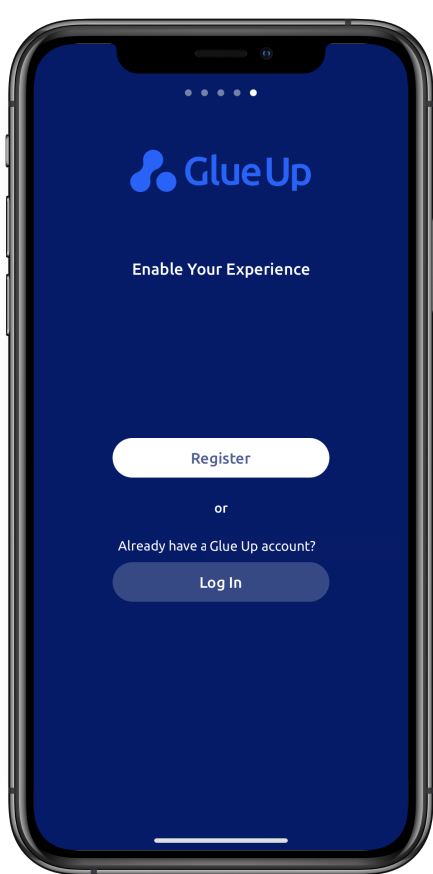 Glue Up
Enable Your Experience
Register
or
Already have a Glue Up account?
Log In